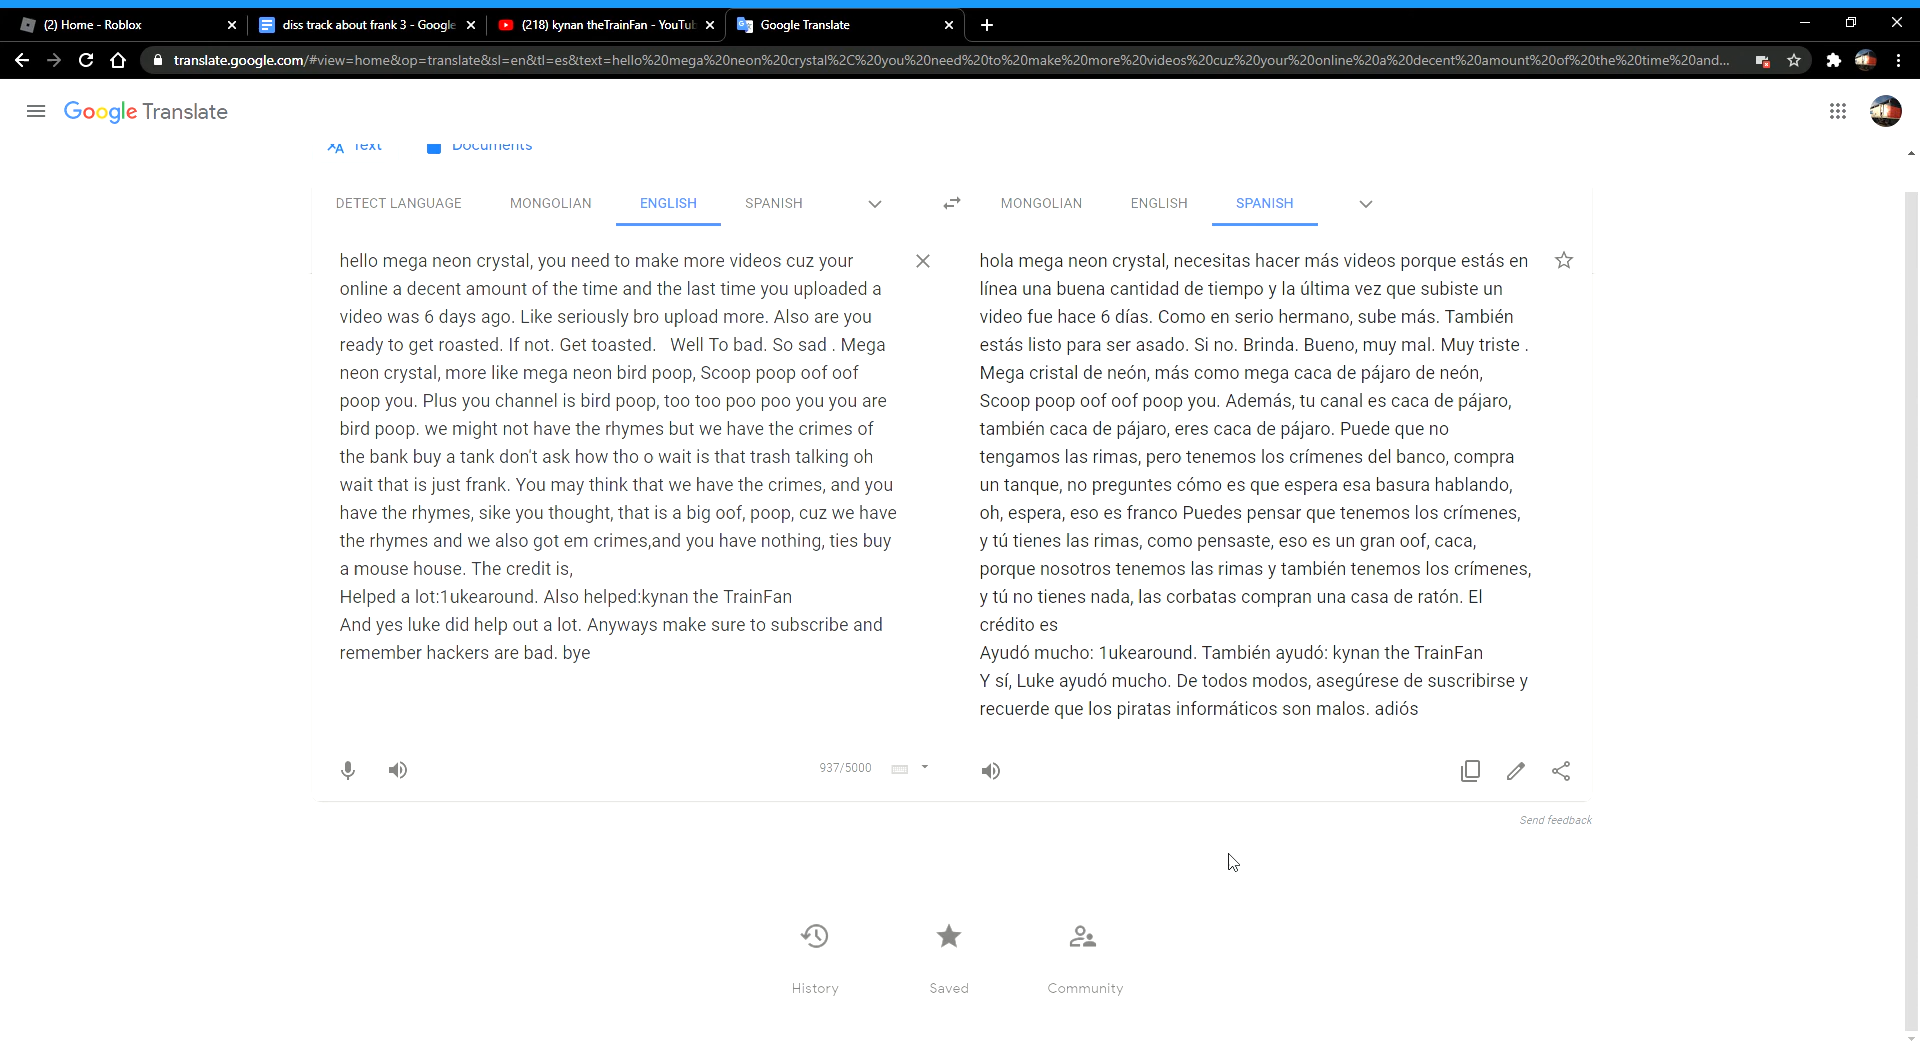 (2) Home - Roblox
diss track about frank 3 - Google
(218) kynan theTrainFan - YouTub
Google Translate
translate.google.com/#view=home&op=translate&sl=en&tl=es&text=hello%20mega%20neon%20crystal%2C%20you%20need%20to%20make%20more%20videos%20cuz%20your%20online%20a%20decent%20amount%20of%20the%20time%20and...
Google Translate
Text
Documents
DETECT LANGUAGE MONGOLIAN ENGLISH SPANISH
MONGOLIAN ENGLISH SPANISH
hello mega neon crystal, you need to make more videos cuz your
online a decent amount of the time and the last time you uploaded a
video was 6 days ago. Like seriously bro upload more. Also are you
ready to get roasted. If not. Get toasted.   Well To bad. So sad . Mega
neon crystal, more like mega neon bird poop, Scoop poop oof oof
poop you. Plus you channel is bird poop, too too poo poo you you are
bird poop. we might not have the rhymes but we have the crimes of
the bank buy a tank don't ask how tho o wait is that trash talking oh
wait that is just frank. You may think that we have the crimes, and you
have the rhymes, sike you thought, that is a big oof, poop, cuz we have
the rhymes and we also got em crimes,and you have nothing, ties buy
a mouse house. The credit is,
Helped a lot:1ukearound. Also helped:kynan the TrainFan
And yes luke did help out a lot. Anyways make sure to subscribe and
remember hackers are bad. bye
937/5000
hola mega neon crystal, necesitas hacer más videos porque estás en
línea una buena cantidad de tiempo y la última vez que subiste un
video fue hace 6 días. Como en serio hermano, sube más. También
estás listo para ser asado. Si no. Brinda. Bueno, muy mal. Muy triste .
Mega cristal de neón, más como mega caca de pájaro de neón,
Scoop poop oof oof poop you. Además, tu canal es caca de pájaro,
también caca de pájaro, eres caca de pájaro. Puede que no
tengamos las rimas, pero tenemos los crímenes del banco, compra
un tanque, no preguntes cómo es que espera esa basura hablando,
oh, espera, eso es franco Puedes pensar que tenemos los crímenes,
y tú tienes las rimas, como pensaste, eso es un gran oof, caca,
porque nosotros tenemos las rimas y también tenemos los crímenes,
y tú no tienes nada, las corbatas compran una casa de ratón. El
crédito es
Ayudó mucho: 1ukearound. También ayudó: kynan the TrainFan
Y sí, Luke ayudó mucho. De todos modos, asegúrese de suscribirse y
recuerde que los piratas informáticos son malos. adiós
Send feedback
History
Saved
Community